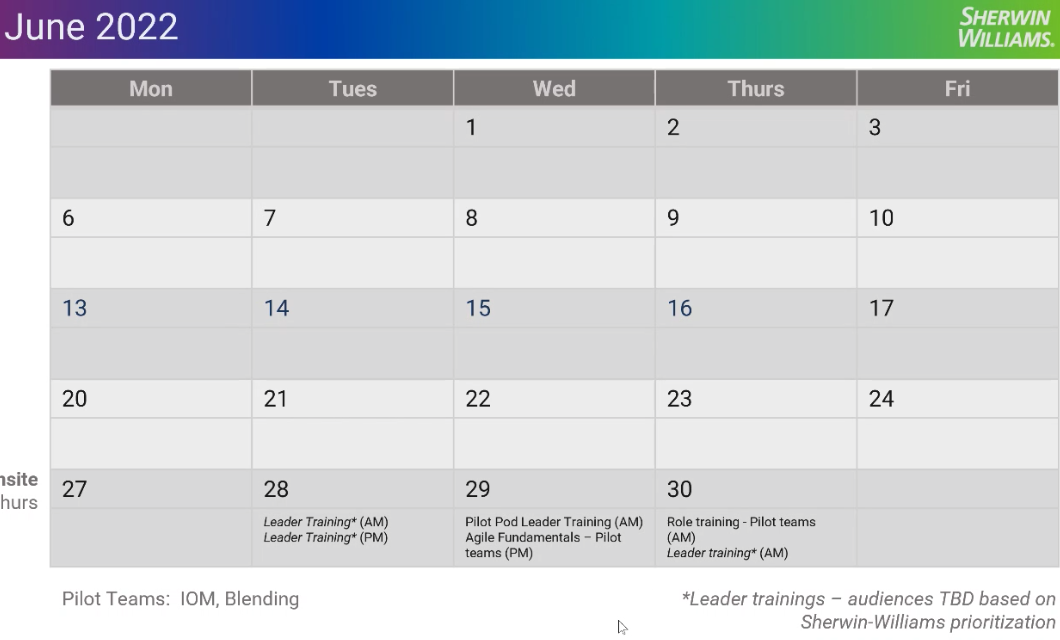 June 2022
SHERWIN
WILLIAMS.
Mon Tues Wed Thurs Fri
1 2 3
6 7 8 9 10
13 14 15 16 17
20 21 22 23 24
27 28 29 30
Leader Training* (AM)
Leader Training* (PM)
Pilot Pod Leader Training (AM)
Agile Fundamentals – Pilot
teams (PM)
Role training - Pilot teams
(AM)
Leader training* (AM)
Pilot Teams: IOM, Blending
*Leader trainings – audiences TBD based on
Sherwin-Williams prioritization